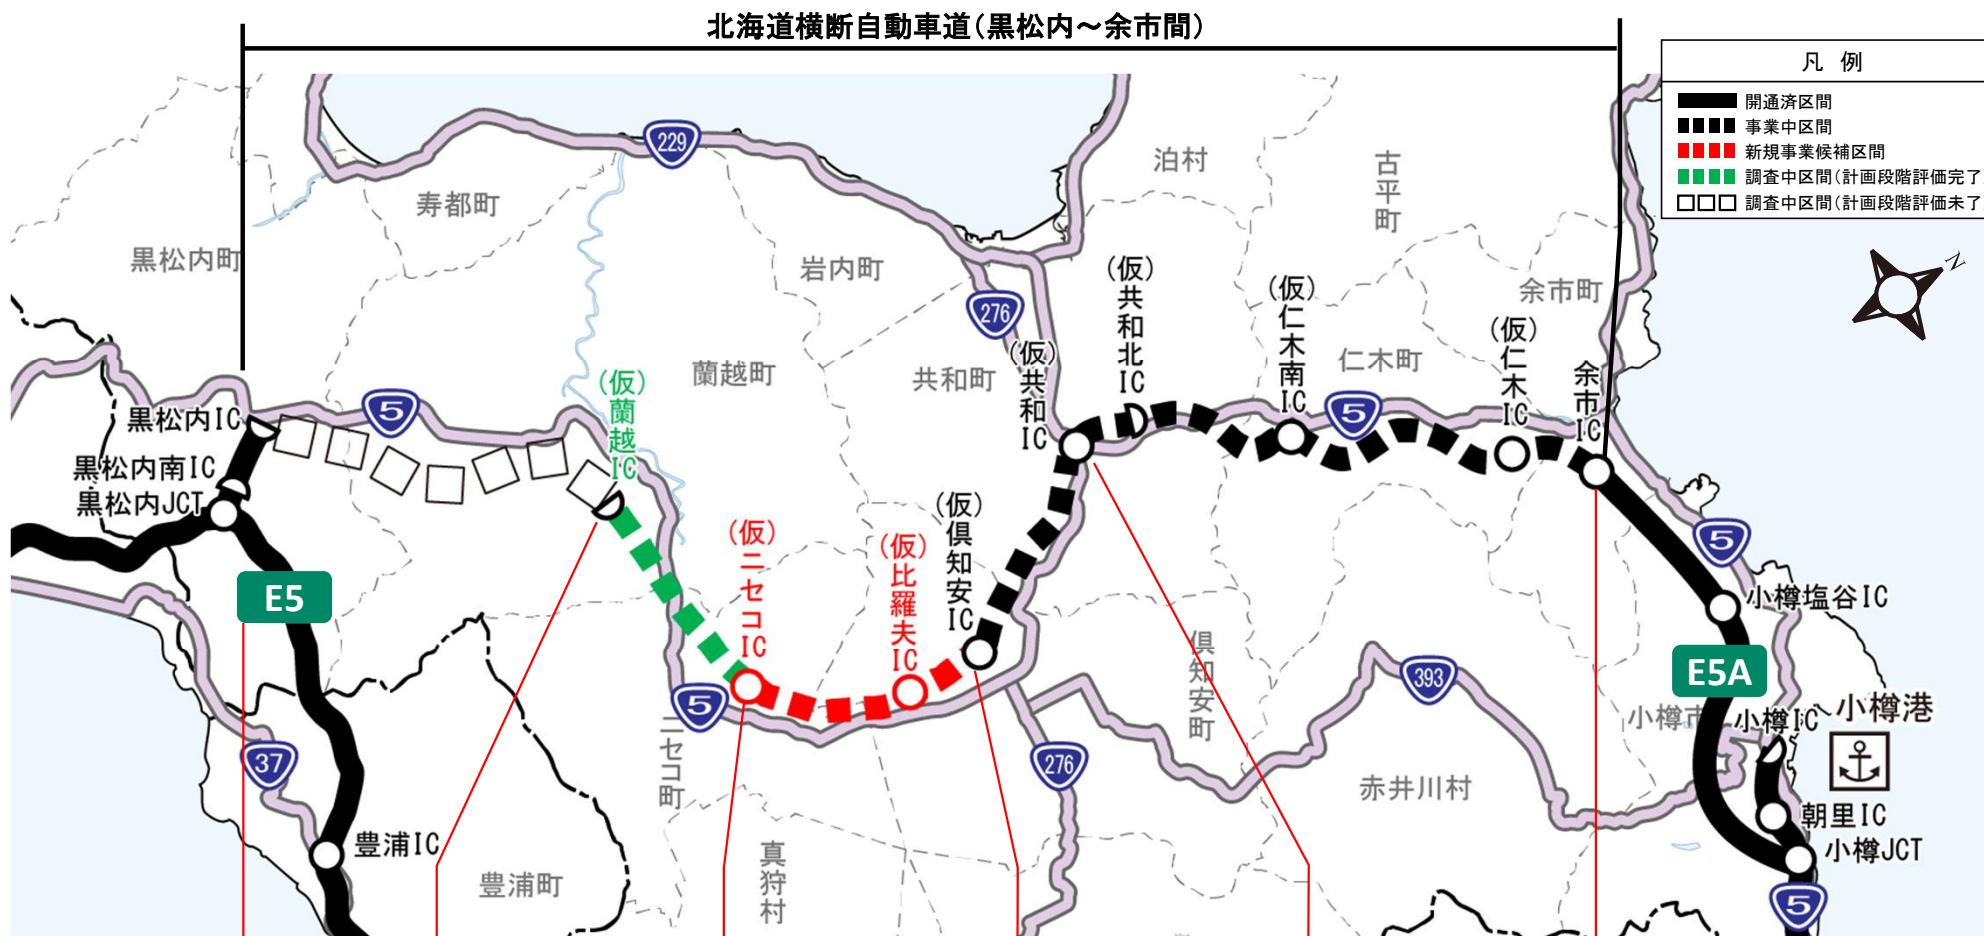 北海道横断自動車道(黒松内～余市間)
凡 例
開通済区間
事業中区間
新規事業候補区間
調査中区間(計画段階評価完了
調査中区間(計画段階評価未了
N
229
泊村
古平町
寿都町
黒松内町
岩内町
余市町
276
(仮)共和北IC
(仮)仁木南IC
(仮)仁木IC
(仮)共和IC
余市IC
蘭越町
共和町
仁木町
5
5
(仮)蘭越IC
黒松内IC
黒松内南IC
黒松内JCT
(仮)ニセコIC
(仮)比羅夫IC
(仮)倶知安IC
5
E5
小樽塩谷IC
倶知安町
393
E5A
5
ニセコ町
小樽市
小樽IC
小樽港
37
276
赤井川村
朝里IC
豊浦IC
小樽JCT
豊浦町
真狩村
5